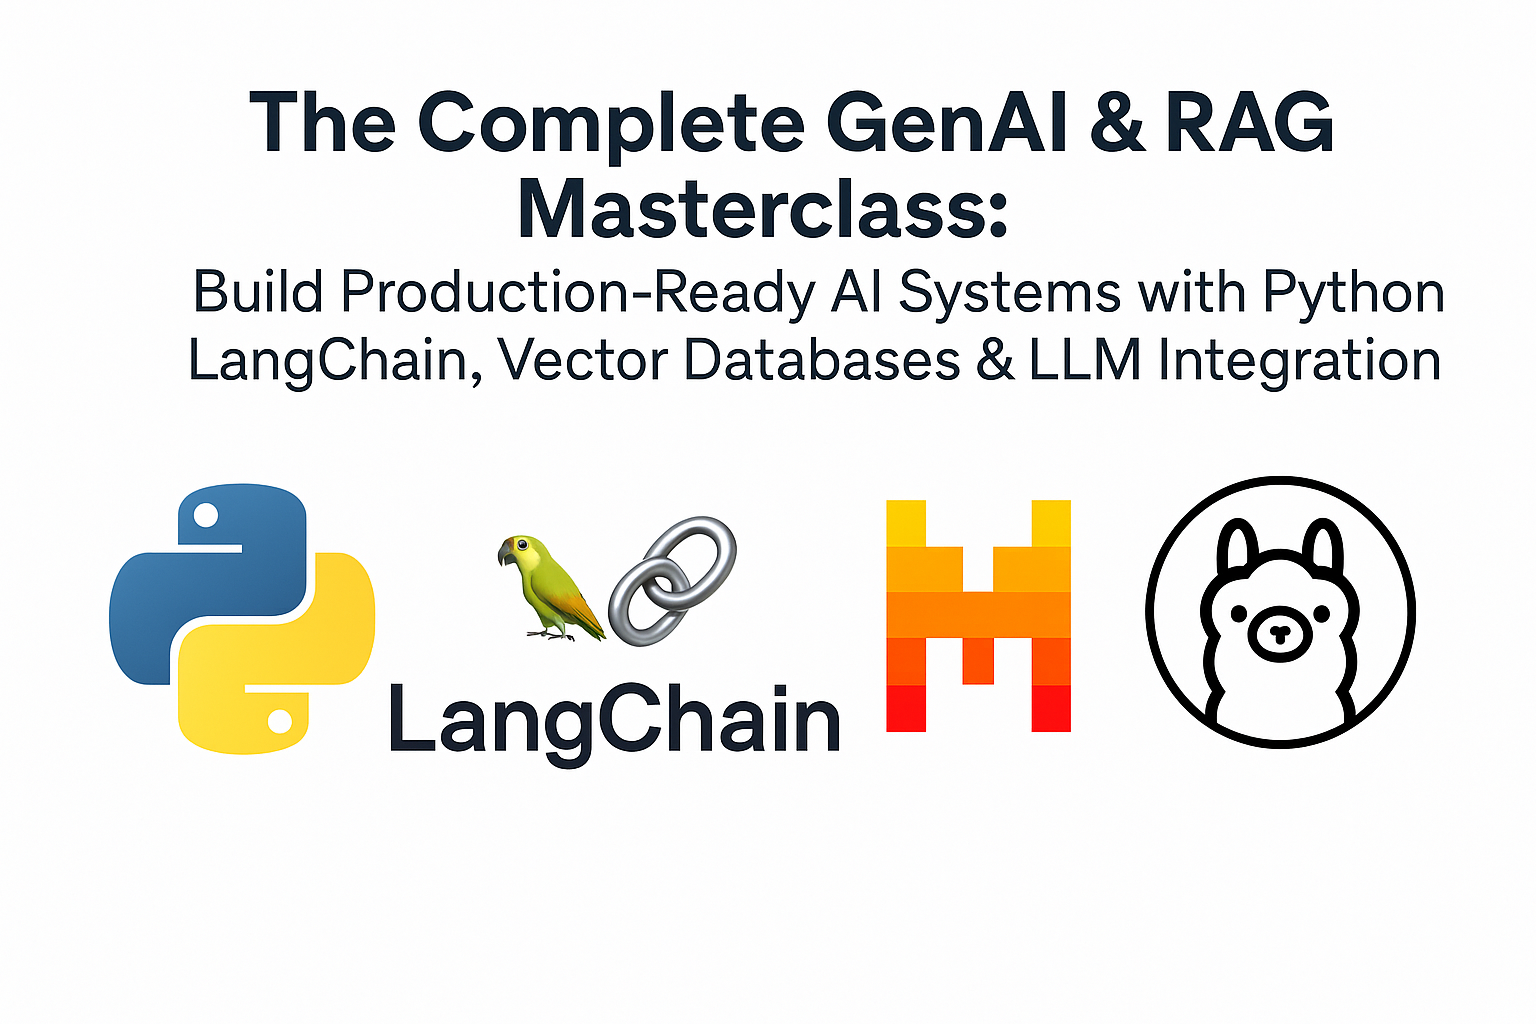 The Complete GenAI & RAG
Masterclass:
Build Production-Ready AI Systems with Python
LangChain, Vector Databases & LLM Integration
LangChain